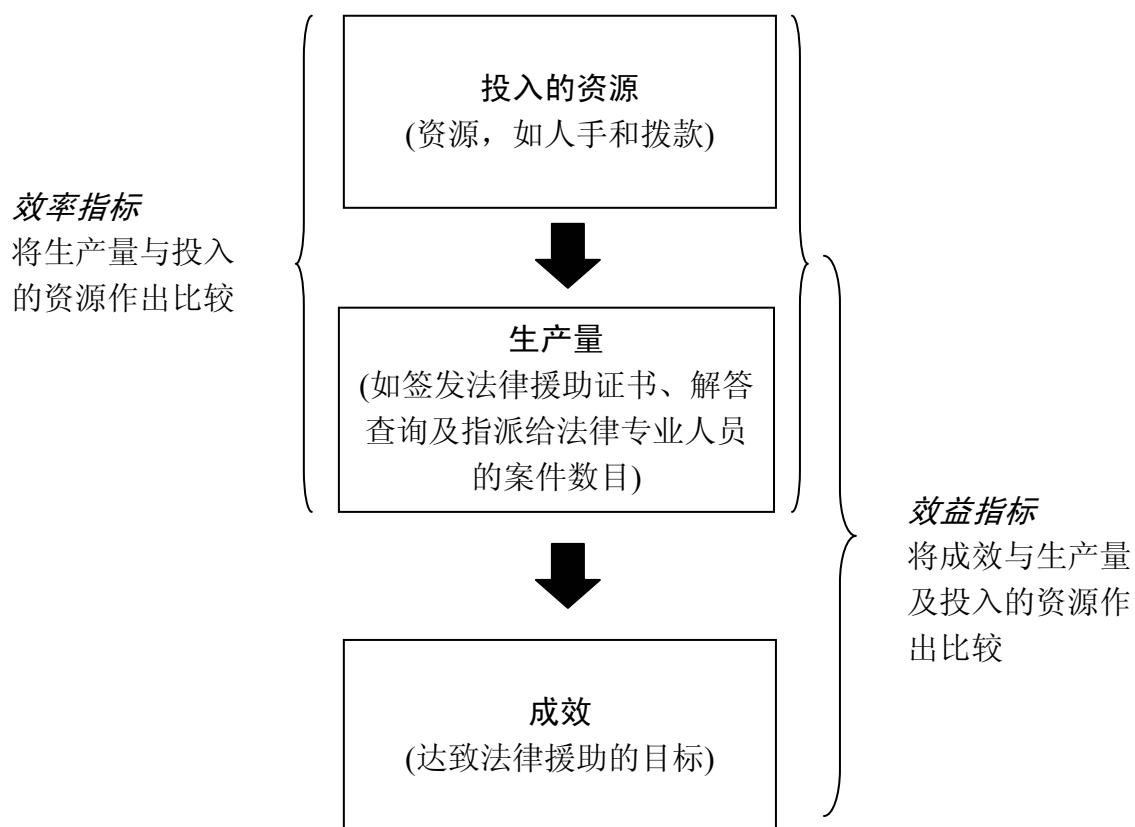 投入的资源
(资源，如人手和拨款)
效率指标
将生产量与投入
的资源作出比较
生产量
(如签发法律援助证书、解答
查询及指派给法律专业人员
的案件数目)
效益指标
将成效与生产量
及投入的资源作
出比较
成效
(达致法律援助的目标)